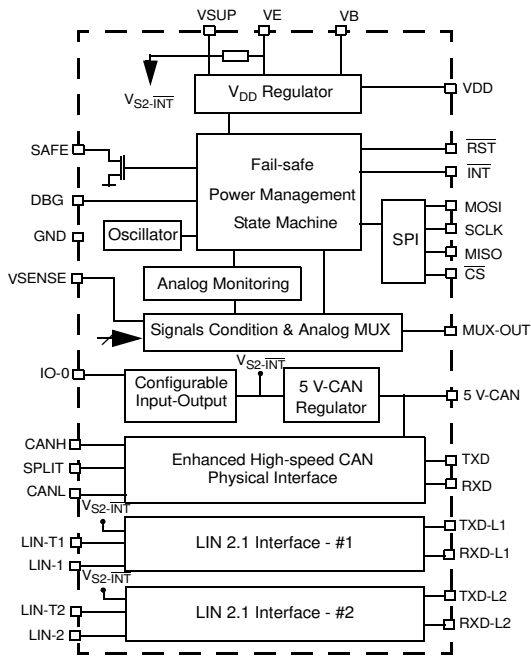 VSUP VE VB
VS2-INT
VDD Regulator
VDD
SAFE
Fail-safe
Power Management
State Machine
RST
INT
DBG
MOSI
SCLK
MISO
CS
SPI
GND
Oscillator
VSENSE
Analog Monitoring
Signals Condition & Analog MUX
MUX-OUT
VS2-INT
IO-0
Configurable
Input-Output
5 V-CAN
Regulator
5 V-CAN
CANH
SPLIT
CANL
Enhanced High-speed CAN
Physical Interface
TXD
RXD
VS2-INT
LIN-T1
LIN-1
LIN 2.1 Interface - #1
TXD-L1
RXD-L1
VS2-INT
LIN-T2
LIN-2
LIN 2.1 Interface - #2
TXD-L2
RXD-L2